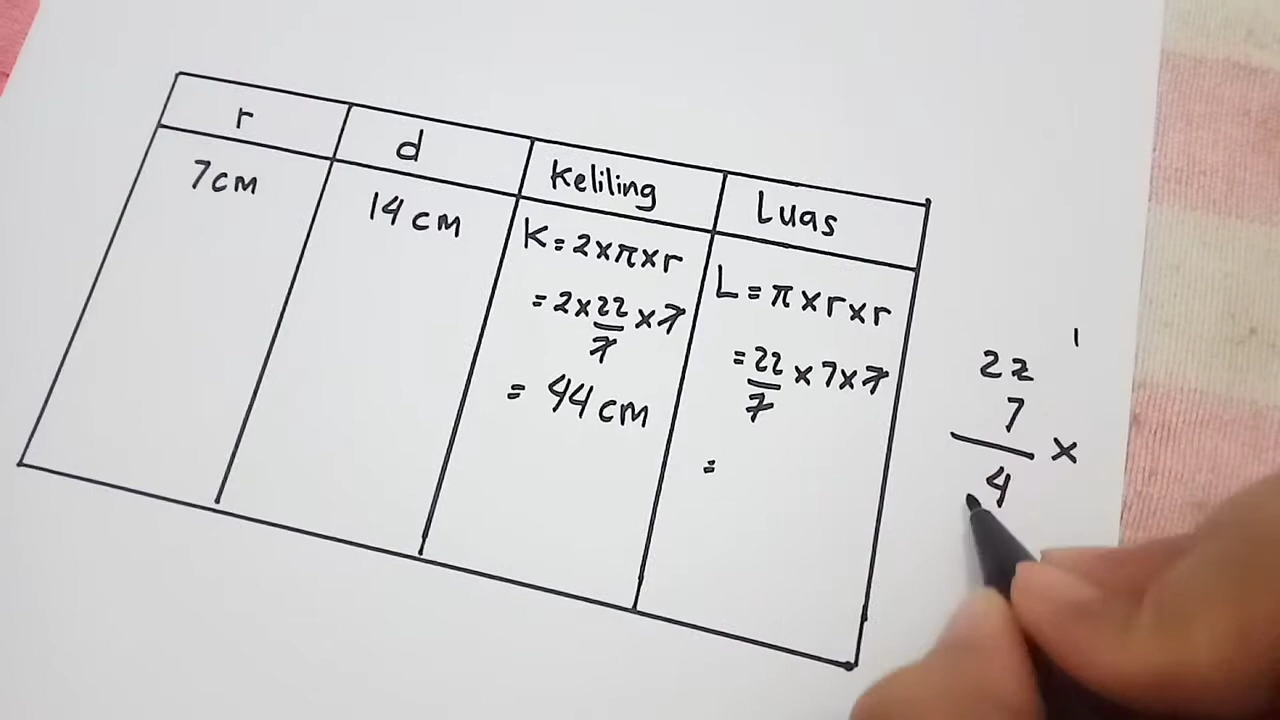 r d Keliling Luas
7cm 14 cm
K = 2 x π x r
= 2 x 22/7 x 7
= 44 cm
L = π x r x r
= 22/7 x 7 x 7
=
1
22
7
x
4